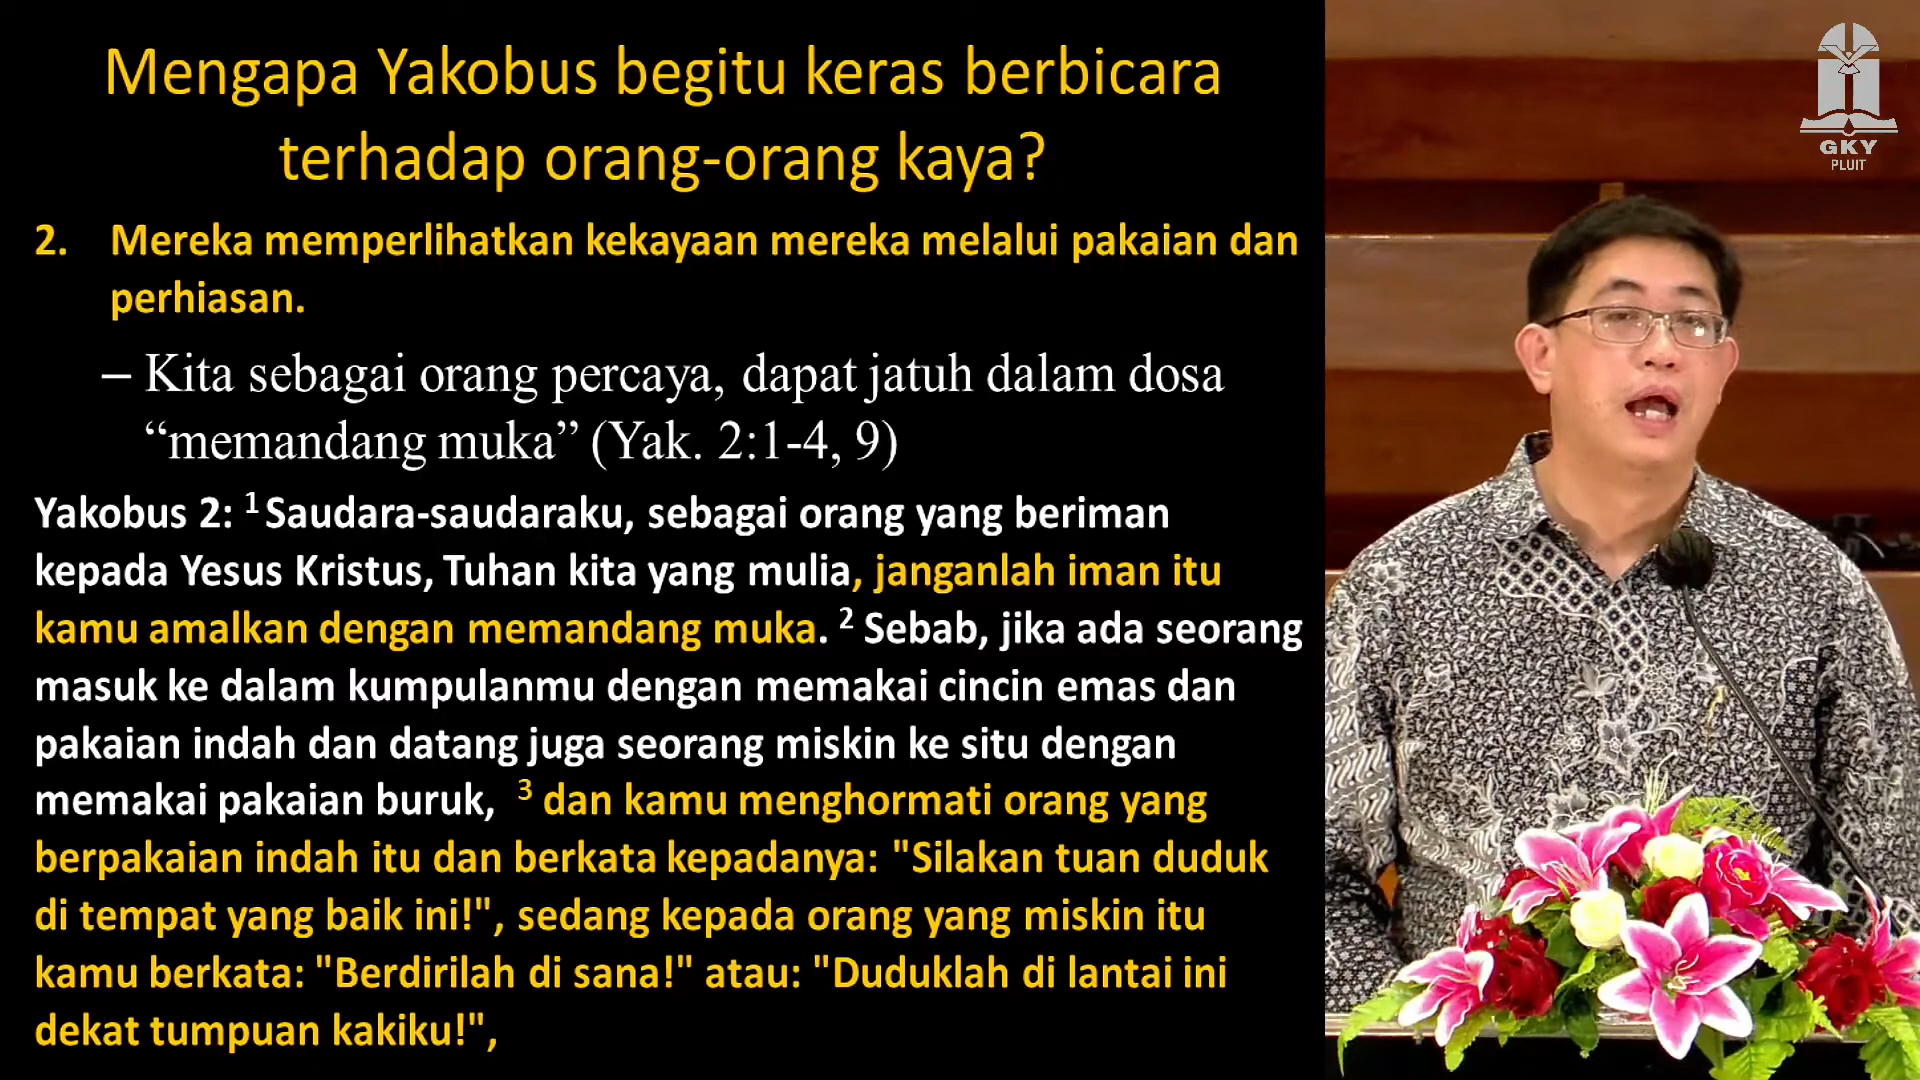 Mengapa Yakobus begitu keras berbicara
terhadap orang-orang kaya?
2. Mereka memperlihatkan kekayaan mereka melalui pakaian dan
perhiasan.
– Kita sebagai orang percaya, dapat jatuh dalam dosa
“memandang muka” (Yak. 2:1-4, 9)
Yakobus 2: ¹ Saudara-saudaraku, sebagai orang yang beriman
kepada Yesus Kristus, Tuhan kita yang mulia, janganlah iman itu
kamu amalkan dengan memandang muka. ² Sebab, jika ada seorang
masuk ke dalam kumpulanmu dengan memakai cincin emas dan
pakaian indah dan datang juga seorang miskin ke situ dengan
memakai pakaian buruk, ³ dan kamu menghormati orang yang
berpakaian indah itu dan berkata kepadanya: "Silakan tuan duduk
di tempat yang baik ini!", sedang kepada orang yang miskin itu
kamu berkata: "Berdirilah di sana!" atau: "Duduklah di lantai ini
dekat tumpuan kakiku!",
GKY
PLUIT